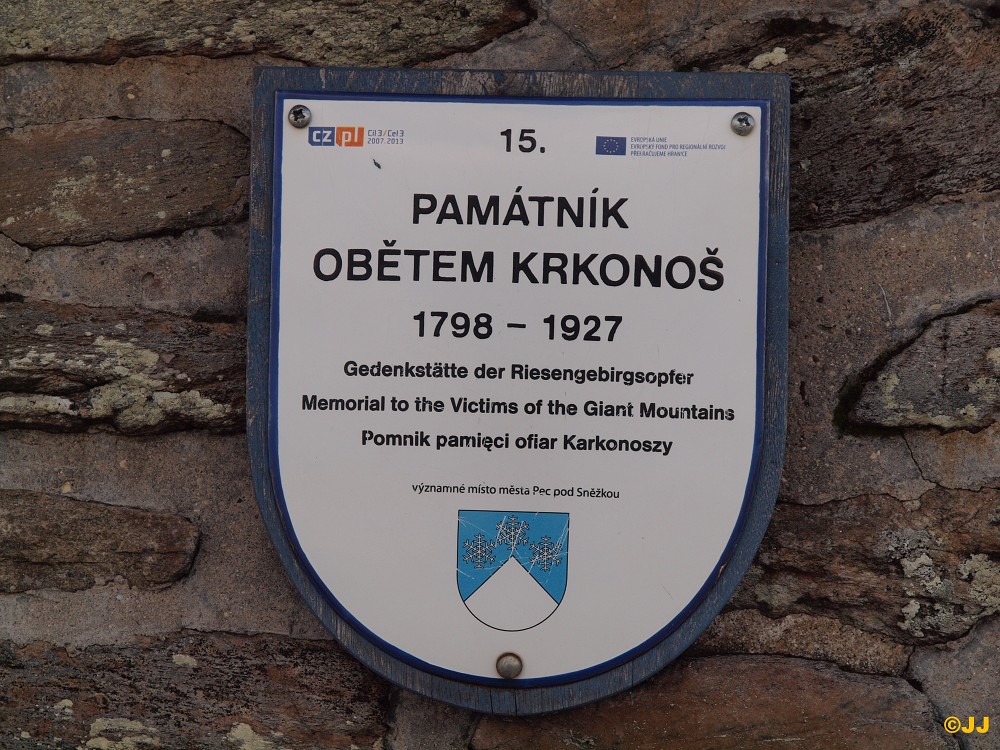 cz pl
Cíl 3 / Cel 3
2007.2013
15.
EVROPSKÁ UNIE
EVROPSKÝ FOND PRO REGIONÁLNÍ ROZVOJ
PŘEKRAČUJEME HRANICE
PAMÁTNÍK
OBĚTEM KRKONOŠ
1798 – 1927
Gedenkstätte der Riesengebirgsopfer
Memorial to the Victims of the Giant Mountains
Pomnik pamięci ofiar Karkonoszy
významné místo města Pec pod Sněžkou
©JJ